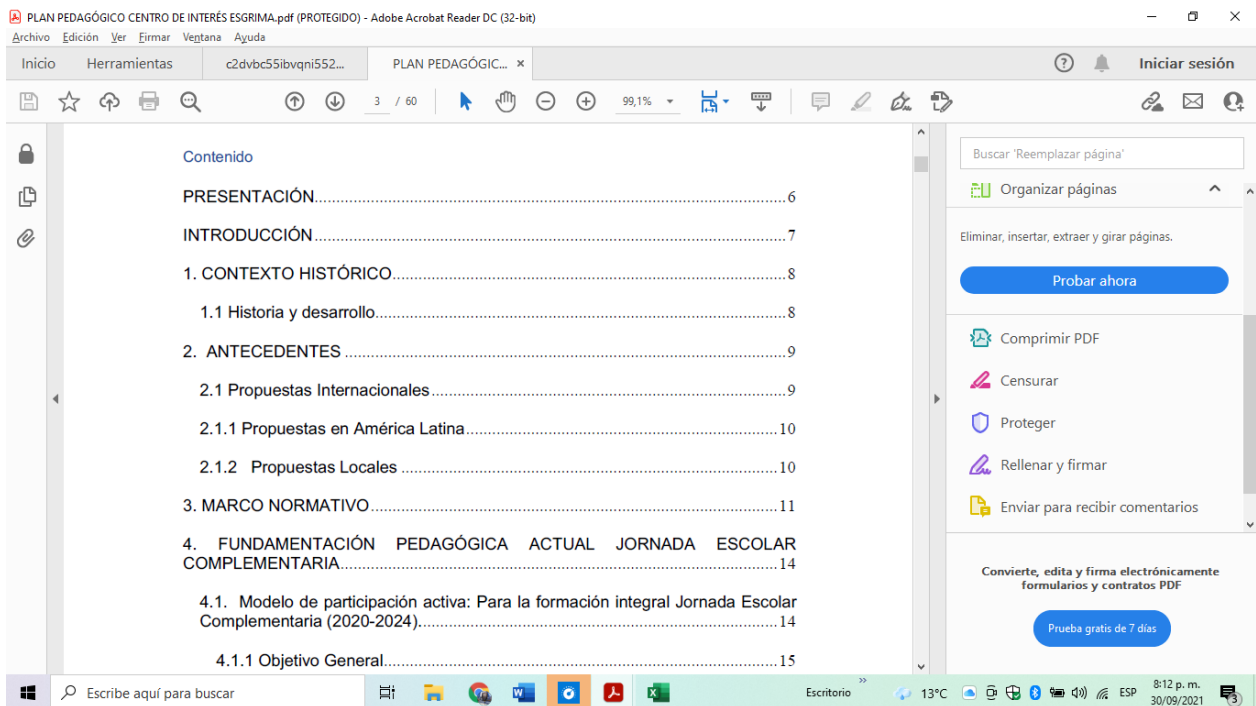 PLAN PEDAGÓGICO CENTRO DE INTERÉS ESGRIMA.pdf (PROTEGIDO) - Adobe Acrobat Reader DC (32-bit)
Archivo Edición Ver Firmar Ventana Ayuda
Inicio Herramientas c2dvbc55ibvqni552... PLAN PEDAGÓGIC... × Iniciar sesión
3 / 60 99,1%
Contenido
PRESENTACIÓN 6
INTRODUCCIÓN 7
1. CONTEXTO HISTÓRICO 8
1.1 Historia y desarrollo 8
2. ANTECEDENTES 9
2.1 Propuestas Internacionales 9
2.1.1 Propuestas en América Latina 10
2.1.2 Propuestas Locales 10
3. MARCO NORMATIVO 11
4. FUNDAMENTACIÓN PEDAGÓGICA ACTUAL JORNADA ESCOLAR
COMPLEMENTARIA 14
4.1. Modelo de participación activa: Para la formación integral Jornada Escolar
Complementaria (2020-2024) 14
4.1.1 Objetivo General 15
Buscar 'Reemplazar página'
Organizar páginas
Eliminar, insertar, extraer y girar páginas.
Probar ahora
Comprimir PDF
Censurar
Proteger
Rellenar y firmar
Enviar para recibir comentarios
Convierte, edita y firma electrónicamente
formularios y contratos PDF
Prueba gratis de 7 días
Escribe aquí para buscar
Escritorio
13°C
ESP
8:12 p. m.
30/09/2021
3